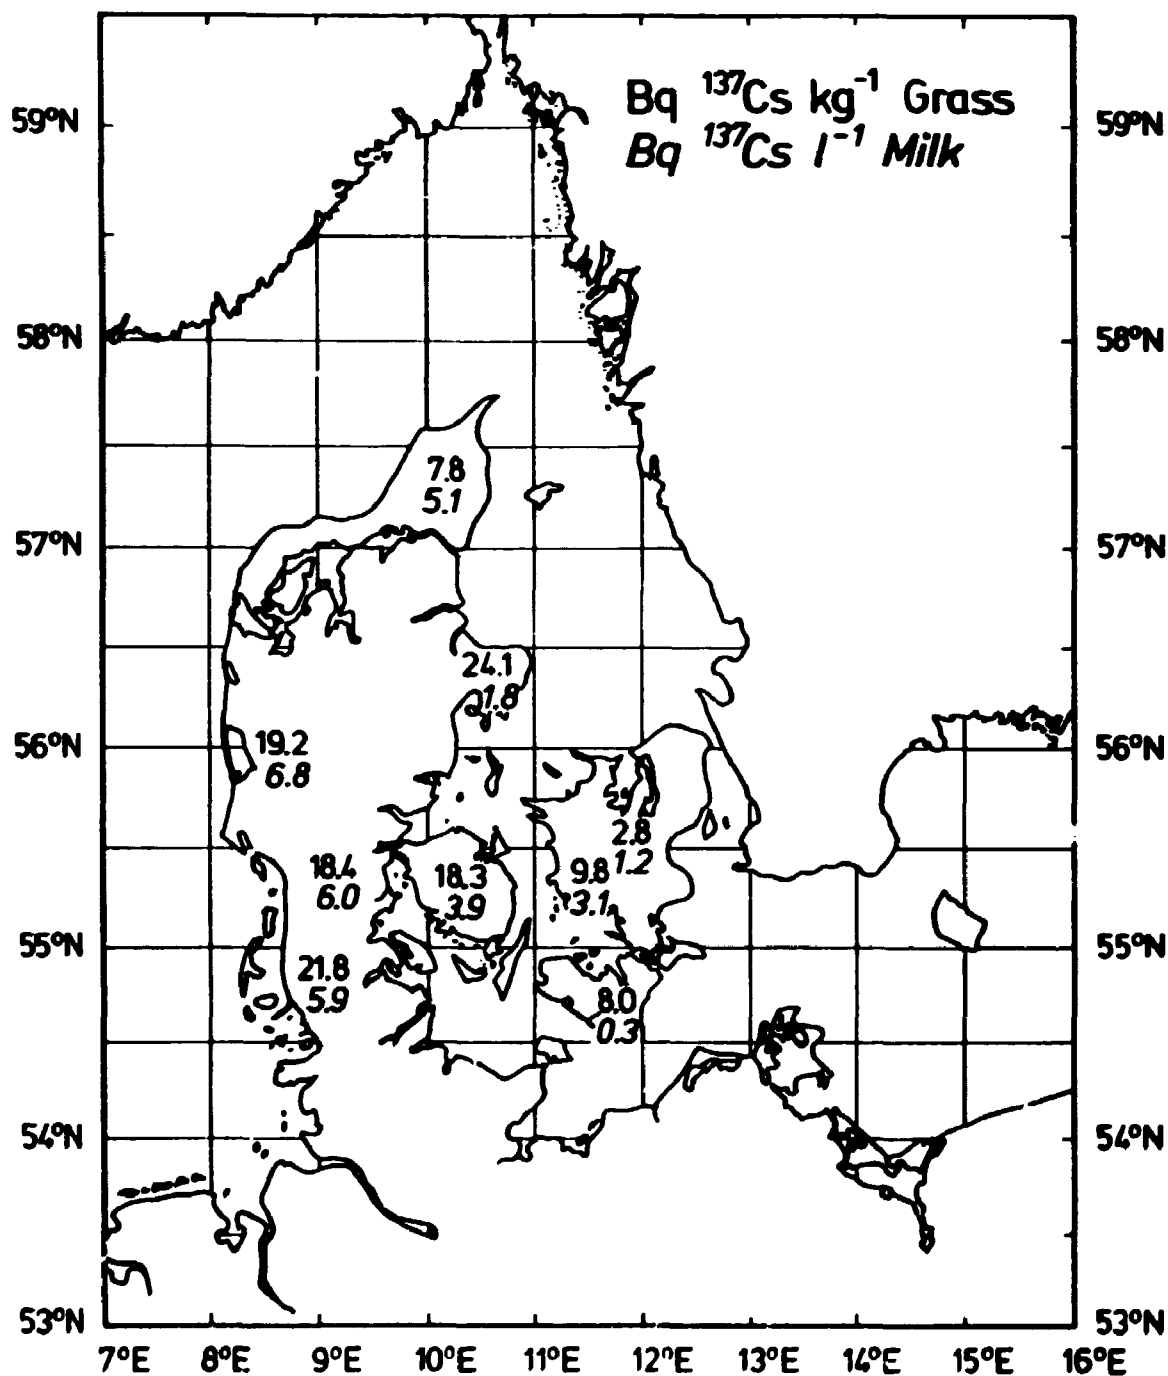 Bq ¹³⁷Cs kg⁻¹ Grass
Bq ¹³⁷Cs l⁻¹ Milk
59°N 59°N
58°N 58°N
7.8
5.1
57°N 57°N
24.1
1.8
56°N 56°N
19.2
6.8
2.8
1.2
18.4
6.0
18.3
3.9
9.8
3.1
55°N 55°N
21.8
5.9
8.0
0.3
54°N 54°N
53°N 53°N
7°E 8°E 9°E 10°E 11°E 12°E 13°E 14°E 15°E 16°E